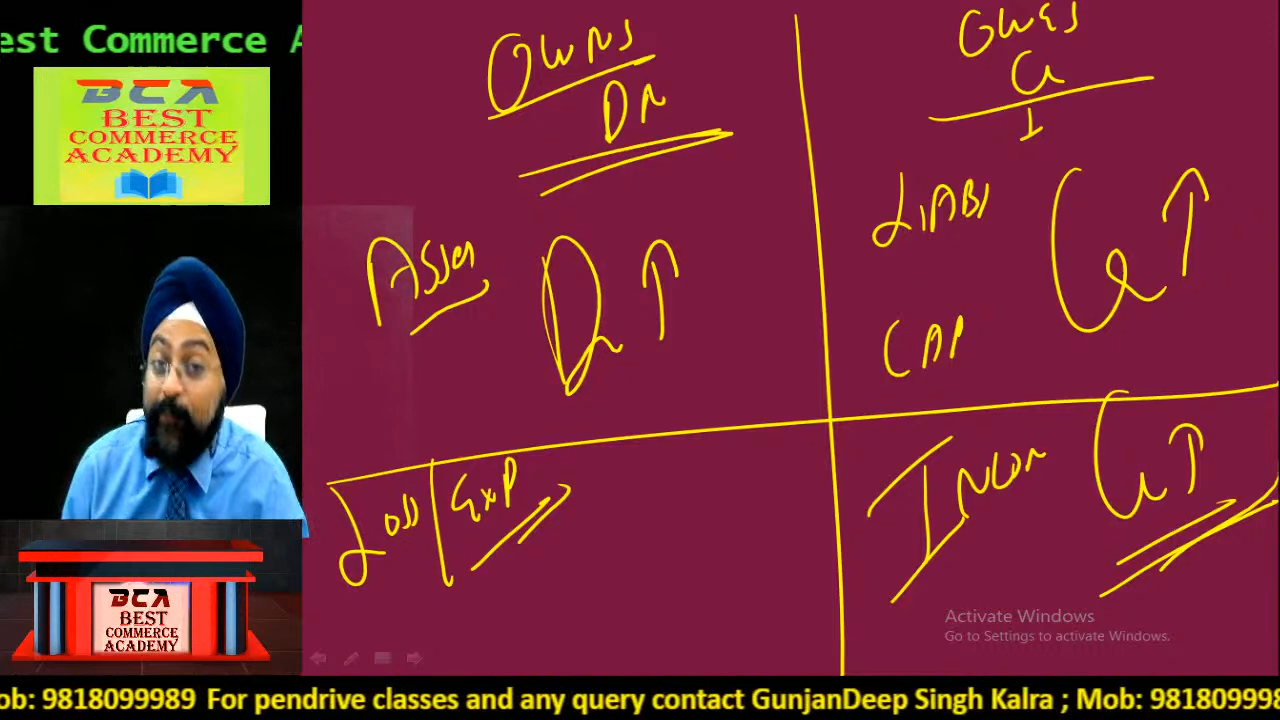 est Commerce A
BCA
BEST
COMMERCE
ACADEMY
OWNS
DR
OWES
Cr
I
Asset
Dr ↑
LIABI
CAP
Cr ↑
Loss | Exp
Incom
Cr ↑
BCA
BEST
COMMERCE
ACADEMY
Activate Windows
Go to Settings to activate Windows.
ob: 9818099989 For pendrive classes and any query contact GunjanDeep Singh Kalra ; Mob: 981809998